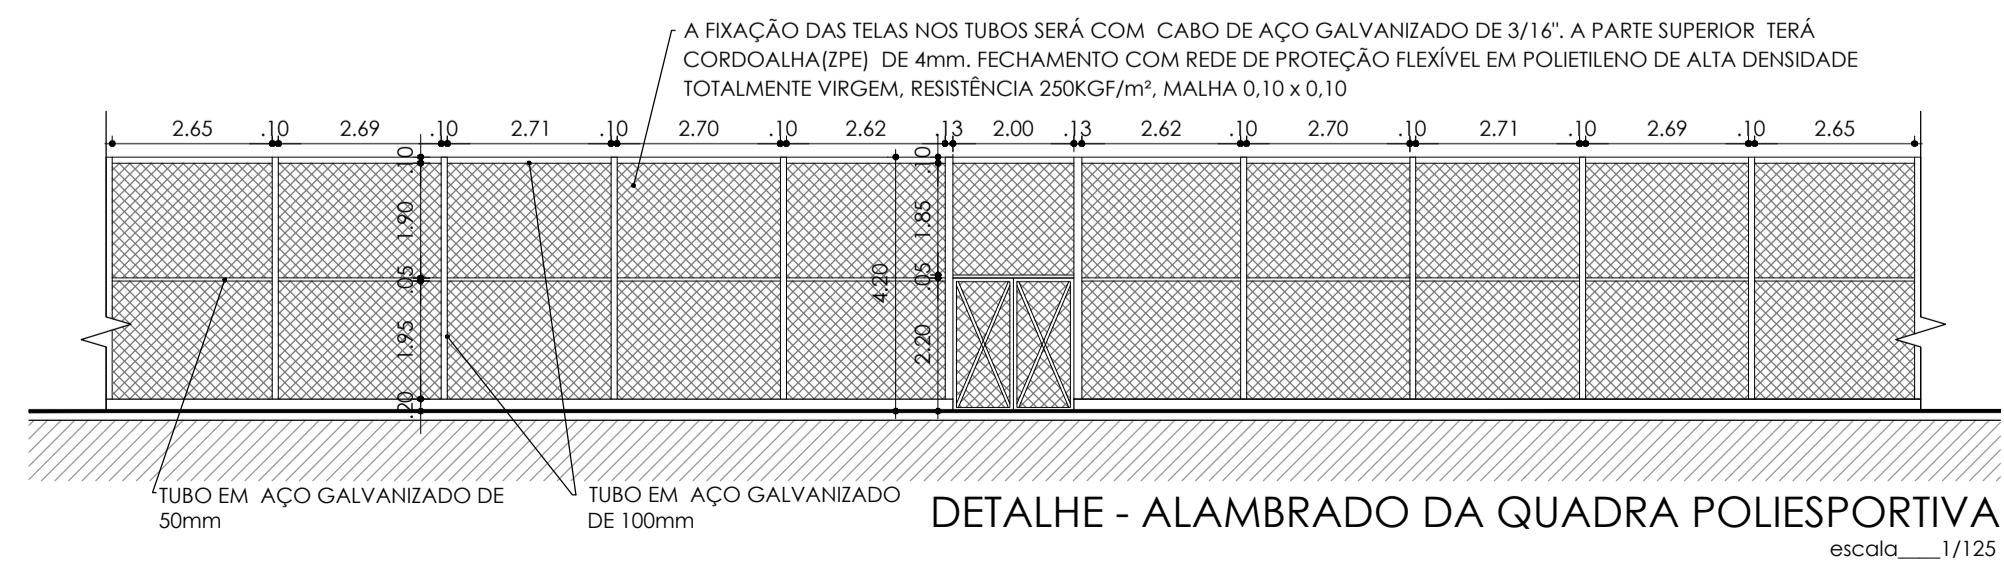 A FIXAÇÃO DAS TELAS NOS TUBOS SERÁ COM CABO DE AÇO GALVANIZADO DE 3/16". A PARTE SUPERIOR TERÁ
CORDOALHA(ZPE) DE 4mm. FECHAMENTO COM REDE DE PROTEÇÃO FLEXÍVEL EM POLIETILENO DE ALTA DENSIDADE
TOTALMENTE VIRGEM, RESISTÊNCIA 250KGF/m², MALHA 0,10 x 0,10
2.65 .10 2.69 .10 2.71 .10 2.70 .10 2.62 .13 2.00 .13 2.62 .10 2.70 .10 2.71 .10 2.69 .10 2.65
.10
1.90
.05
1.95
.20
4.20
.10
1.85
.05
2.20
TUBO EM AÇO GALVANIZADO DE
50mm
TUBO EM AÇO GALVANIZADO
DE 100mm
DETALHE - ALAMBRADO DA QUADRA POLIESPORTIVA
escala____1/125